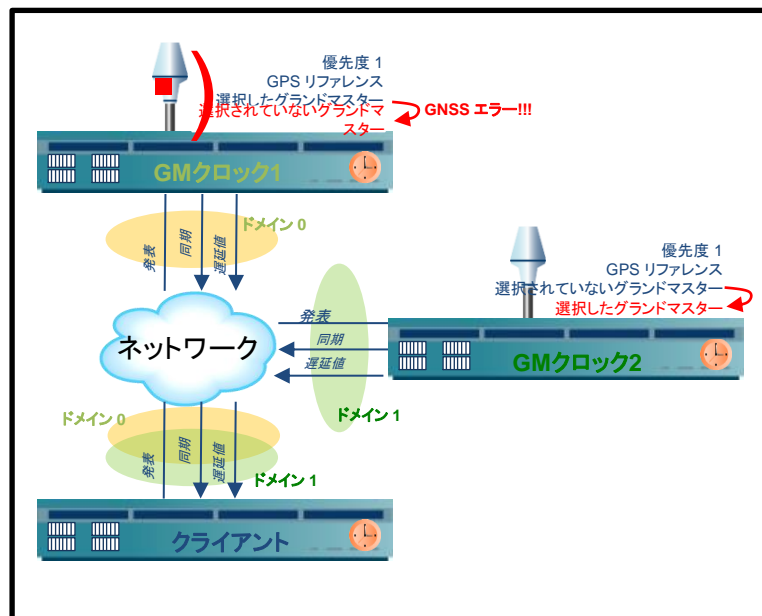 優先度 1
GPS リファレンス
選択したグランドマスター
選択されていないグランドマ
スター
GNSS エラー!!!
GMクロック1
ドメイン 0
発表
同期
遅延値
優先度 1
GPS リファレンス
選択されていないグランドマスター
選択したグランドマスター
発表
同期
遅延値
GMクロック2
ネットワーク
ドメイン 1
ドメイン 0
発表
同期
遅延値
ドメイン 1
クライアント